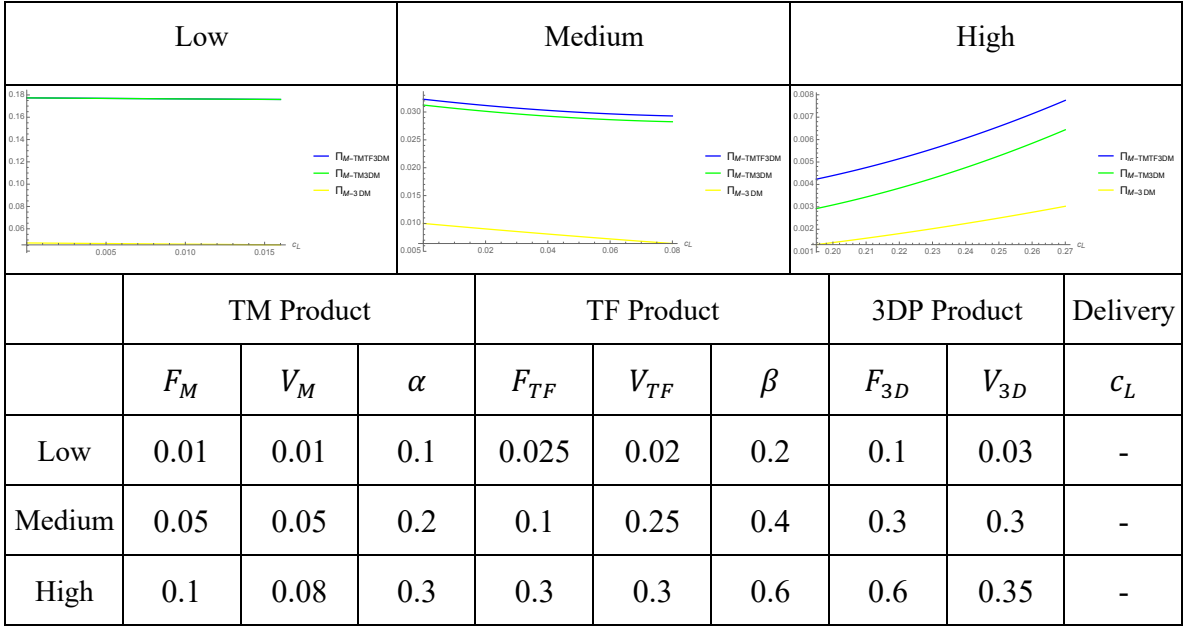 Low Medium High
0.18
0.16
0.14
0.12
0.10
0.08
0.06
0.005 0.010 0.015 c_L
Π_M−TMTF3DM
Π_M−TM3DM
Π_M−3 DM
0.030
0.025
0.020
0.015
0.010
0.005
0.02 0.04 0.06 0.08 c_L
Π_M−TMTF3DM
Π_M−TM3DM
Π_M−3 DM
0.008
0.007
0.006
0.005
0.004
0.003
0.002
0.001
0.20 0.21 0.22 0.23 0.24 0.25 0.26 0.27 c_L
Π_M−TMTF3DM
Π_M−TM3DM
Π_M−3 DM
TM Product TF Product 3DP Product Delivery
F_M V_M α F_TF V_TF β F_3D V_3D c_L
Low 0.01 0.01 0.1 0.025 0.02 0.2 0.1 0.03 -
Medium 0.05 0.05 0.2 0.1 0.25 0.4 0.3 0.3 -
High 0.1 0.08 0.3 0.3 0.3 0.6 0.6 0.35 -